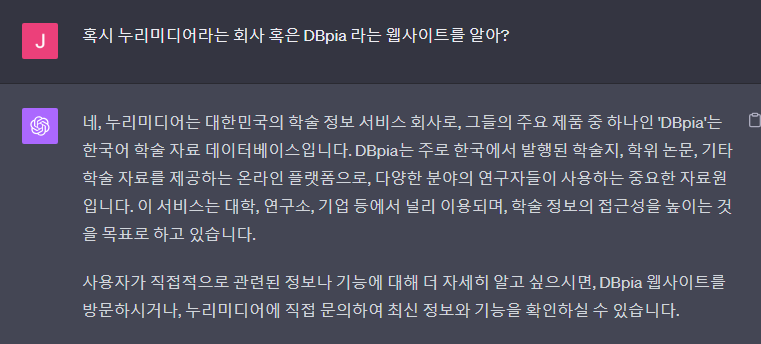 J
혹시 누리미디어라는 회사 혹은 DBpia 라는 웹사이트를 알아?
네, 누리미디어는 대한민국의 학술 정보 서비스 회사로, 그들의 주요 제품 중 하나인 'DBpia'는
한국어 학술 자료 데이터베이스입니다. DBpia는 주로 한국에서 발행된 학술지, 학위 논문, 기타
학술 자료를 제공하는 온라인 플랫폼으로, 다양한 분야의 연구자들이 사용하는 중요한 자료원
입니다. 이 서비스는 대학, 연구소, 기업 등에서 널리 이용되며, 학술 정보의 접근성을 높이는 것
을 목표로 하고 있습니다.
사용자가 직접적으로 관련된 정보나 기능에 대해 더 자세히 알고 싶으시면, DBpia 웹사이트를
방문하시거나, 누리미디어에 직접 문의하여 최신 정보와 기능을 확인하실 수 있습니다.